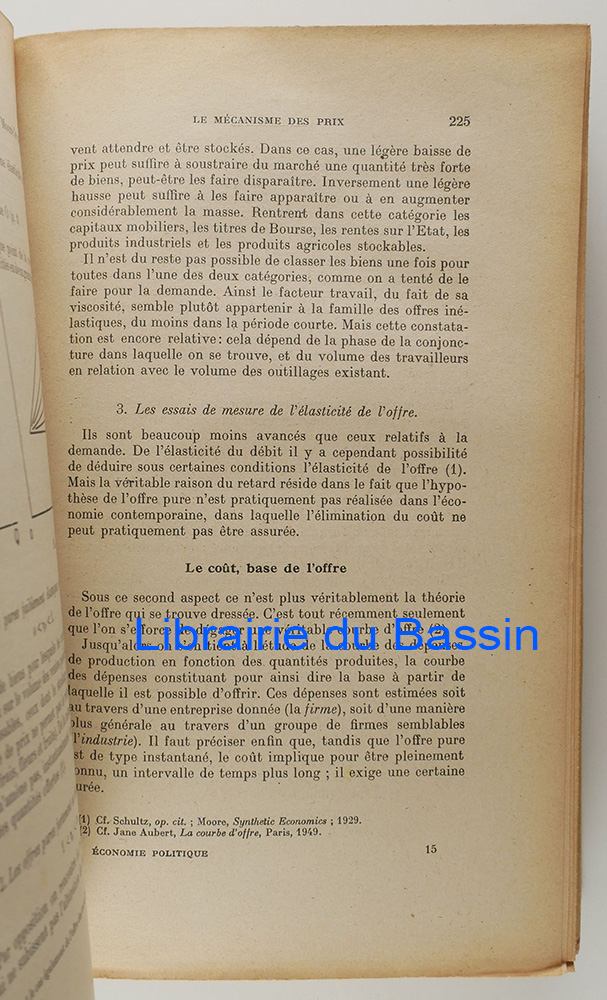 LE MÉCANISME DES PRIX 225
vent attendre et être stockés. Dans ce cas, une légère baisse de
prix peut suffire à soustraire du marché une quantité très forte
de biens, peut-être les faire disparaître. Inversement une légère
hausse peut suffire à les faire apparaître ou à en augmenter
considérablement la masse. Rentrent dans cette catégorie les
capitaux mobiliers, les titres de Bourse, les rentes sur l'Etat, les
produits industriels et les produits agricoles stockables.
Il n'est du reste pas possible de classer les biens une fois pour
toutes dans l'une des deux catégories, comme on a tenté de le
faire pour la demande. Ainsi le facteur travail, du fait de sa
viscosité, semble plutôt appartenir à la famille des offres iné-
lastiques, du moins dans la période courte. Mais cette constata-
tion est encore relative : cela dépend de la phase de la conjonc-
ture dans laquelle on se trouve, et du volume des travailleurs
en relation avec le volume des outillages existant.
3. Les essais de mesure de l'élasticité de l'offre.
Ils sont beaucoup moins avancés que ceux relatifs à la
demande. De l'élasticité du débit il y a cependant possibilité
de déduire sous certaines conditions l'élasticité de l'offre (1).
Mais la véritable raison du retard réside dans le fait que l'hypo-
thèse de l'offre pure n'est pratiquement pas réalisée dans l'éco-
nomie contemporaine, dans laquelle l'élimination du coût ne
peut pratiquement pas être assurée.
Le coût, base de l'offre
Sous ce second aspect ce n'est plus véritablement la théorie
de l'offre qui se trouve dressée. C'est tout récemment seulement
que l'on s'efforce de dégager la véritable courbe d'offre (2).
Librairie du Bassin
Jusqu'alors on s'en tient à l'étude de la courbe des dépenses
de production en fonction des quantités produites, la courbe
des dépenses constituant pour ainsi dire la base à partir de
laquelle il est possible d'offrir. Ces dépenses sont estimées soit
au travers d'une entreprise donnée (la firme), soit d'une manière
plus générale au travers d'un groupe de firmes semblables
l'industrie). Il faut préciser enfin que, tandis que l'offre pure
est de type instantané, le coût implique pour être pleinement
connu, un intervalle de temps plus long ; il exige une certaine
durée.
(1) Cf. Schultz, op. cit. ; Moore, Synthetic Economics ; 1929.
(2) Cf. Jane Aubert, La courbe d'offre, Paris, 1949.
ÉCONOMIE POLITIQUE 15